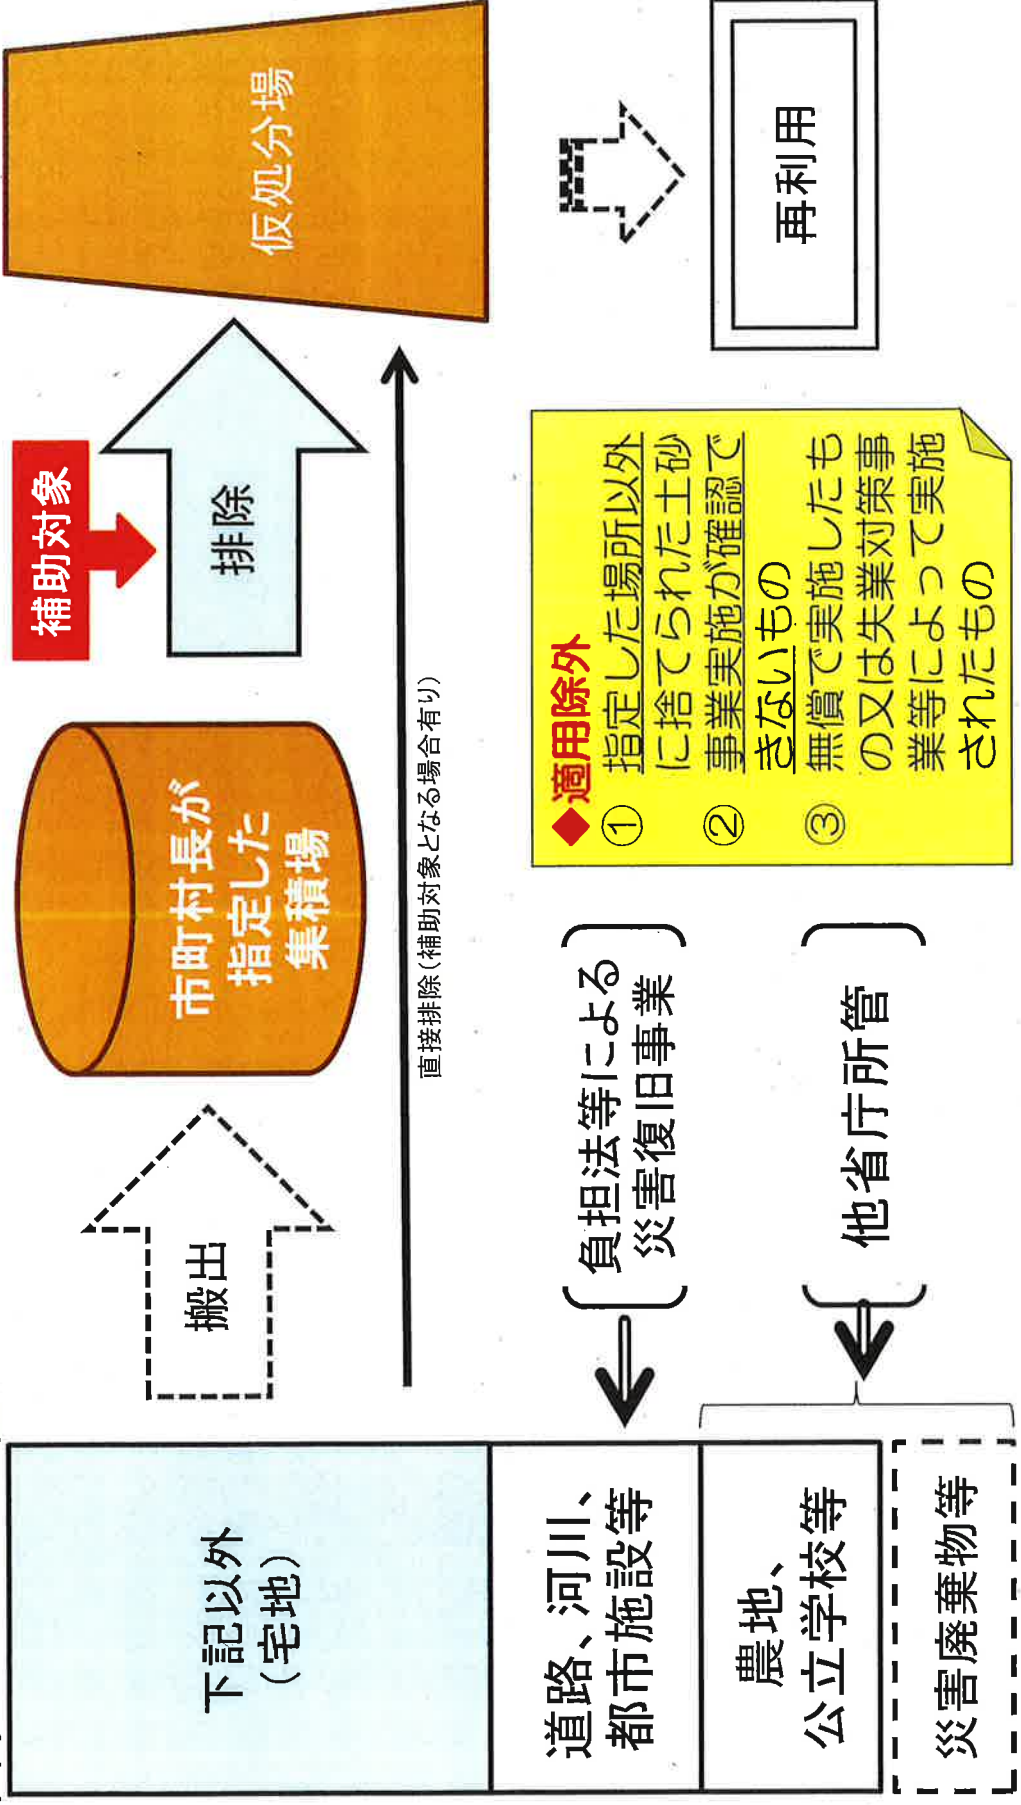 下記以外
（宅地）
搬出
市町村長が
指定した
集積場
補助対象
排除
仮処分場
直接排除（補助対象となる場合有り）
道路、河川、
都市施設等
負担法等による
災害復旧事業
農地、
公立学校等
災害廃棄物等
他省庁所管
◆適用除外
① 指定した場所以外
に捨てられた土砂
② 事業実施が確認で
きないもの
③ 無償で実施したも
の又は失業対策事
業等によって実施
されたもの
再利用